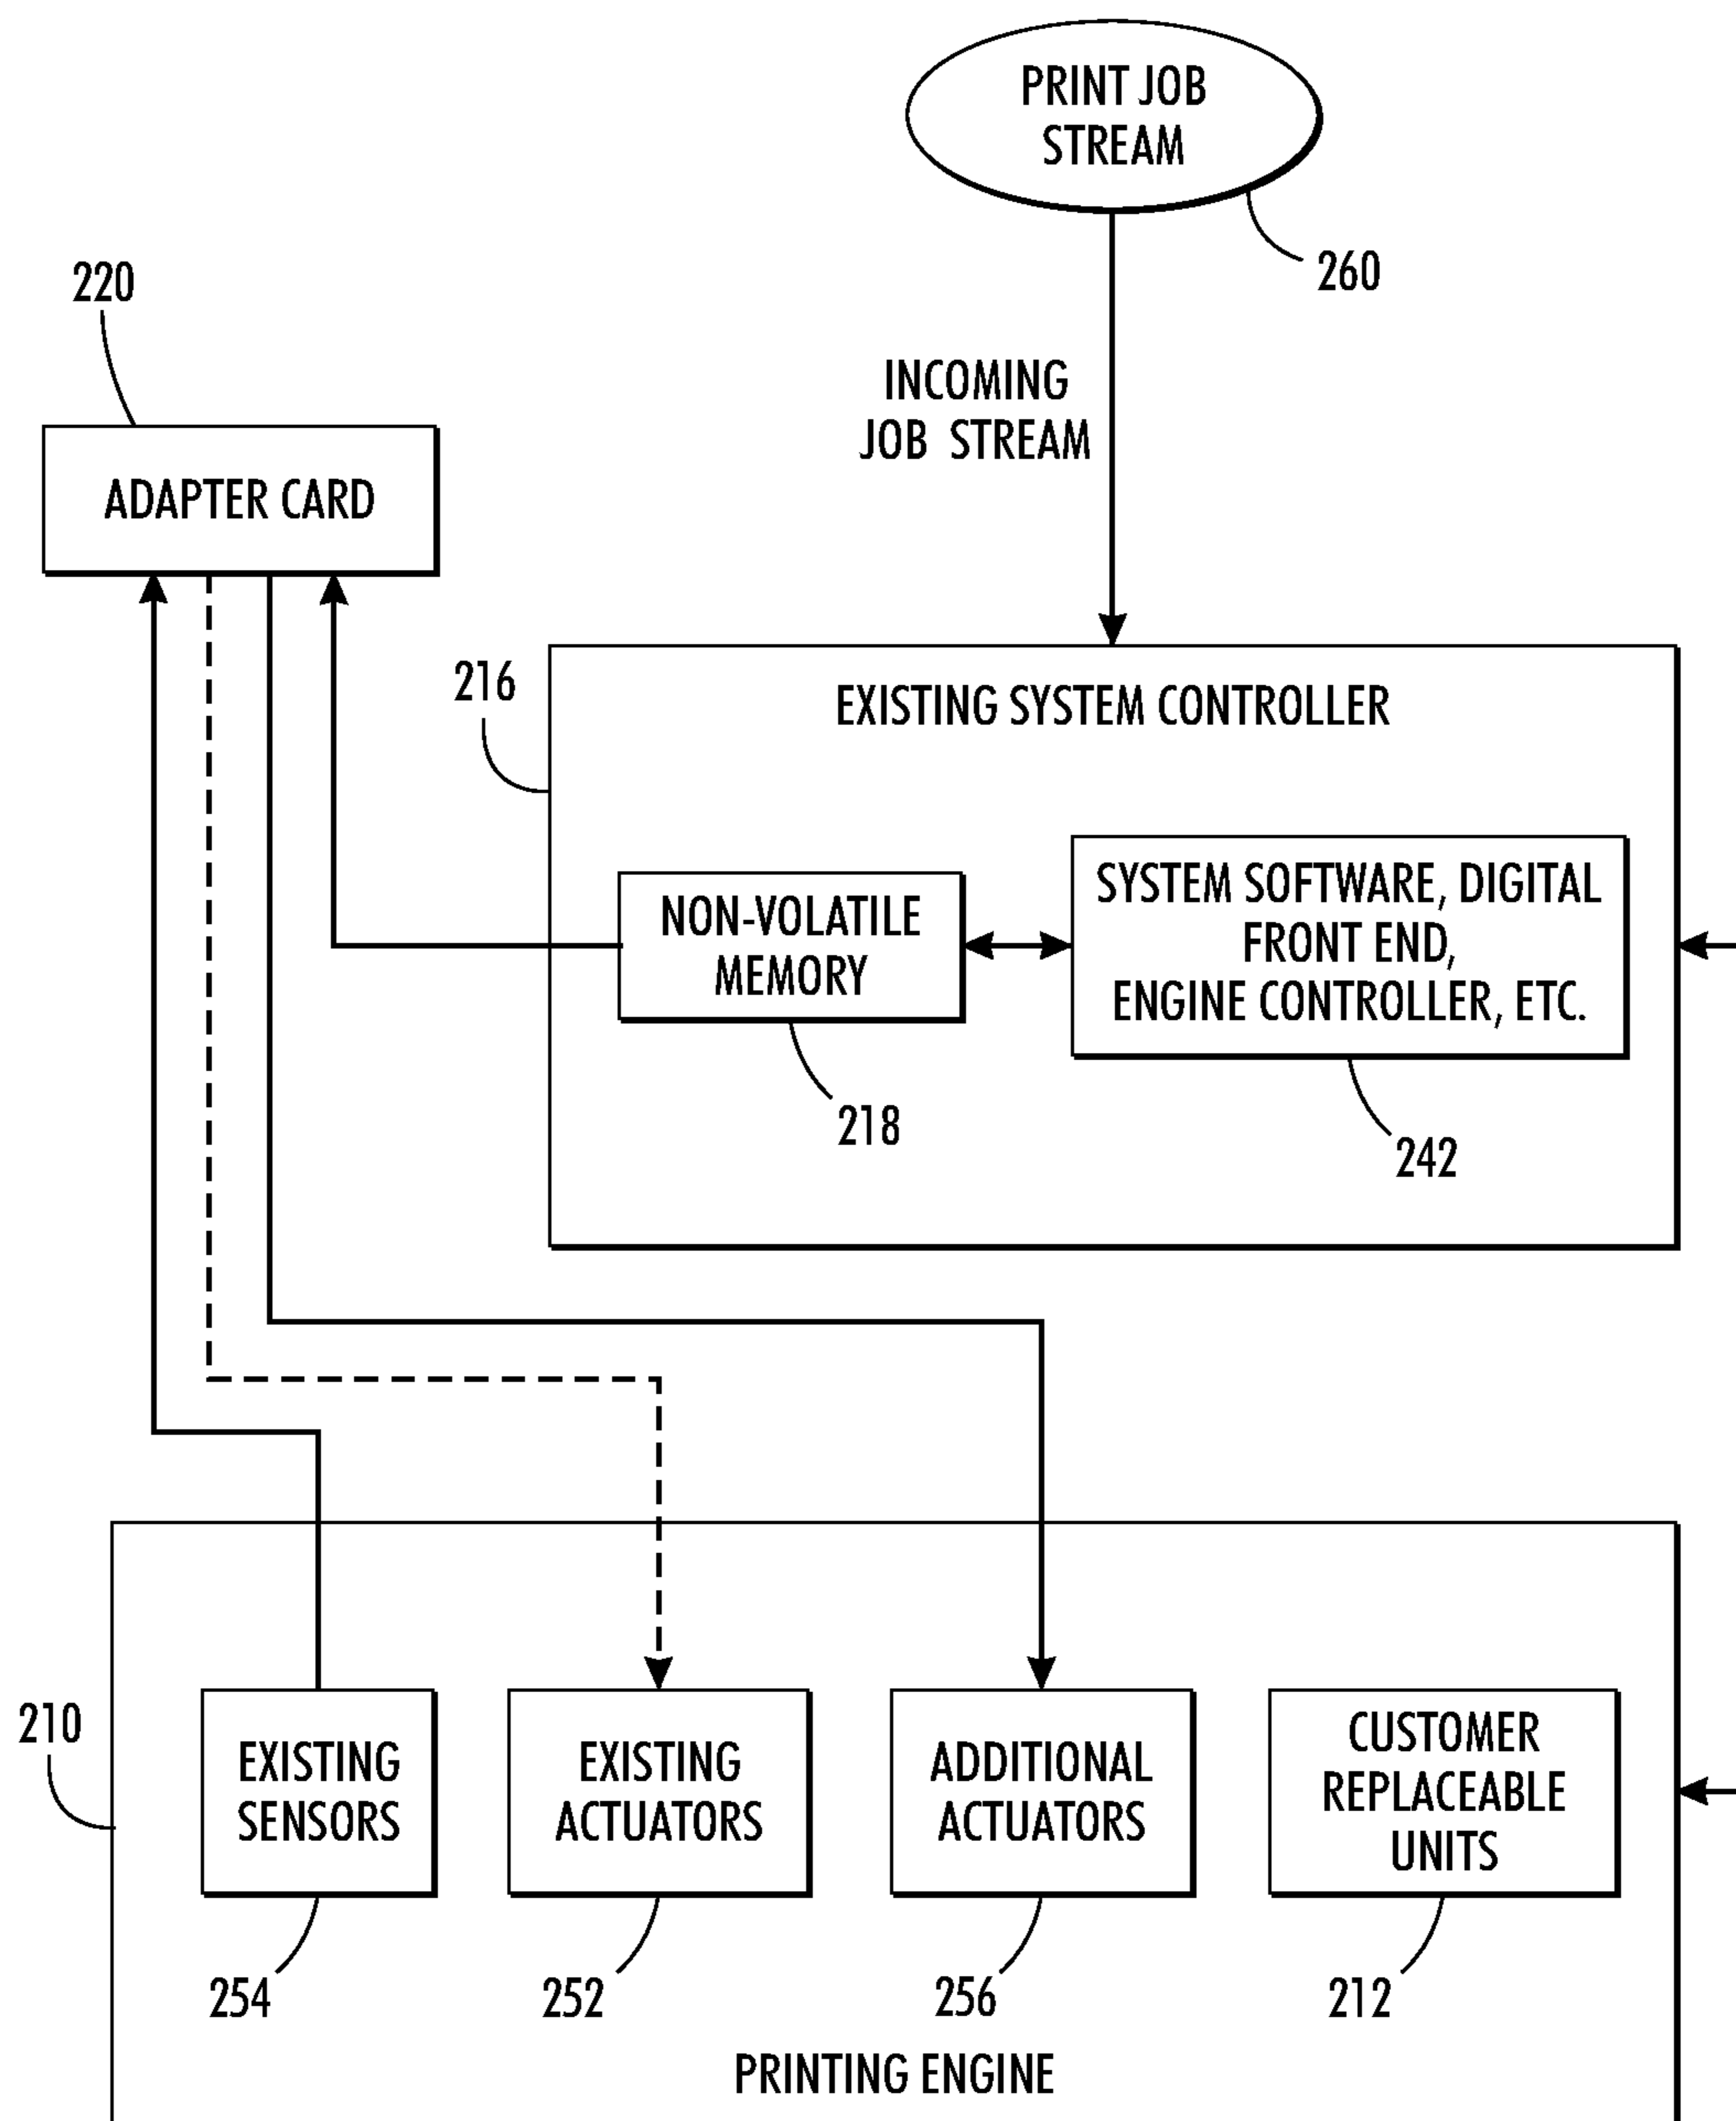 PRINT JOB
STREAM
260
220
INCOMING
JOB STREAM
ADAPTER CARD
216
EXISTING SYSTEM CONTROLLER
NON-VOLATILE
MEMORY
SYSTEM SOFTWARE, DIGITAL
FRONT END,
ENGINE CONTROLLER, ETC.
218
242
210
EXISTING
SENSORS
EXISTING
ACTUATORS
ADDITIONAL
ACTUATORS
CUSTOMER
REPLACEABLE
UNITS
254
252
256
212
PRINTING ENGINE